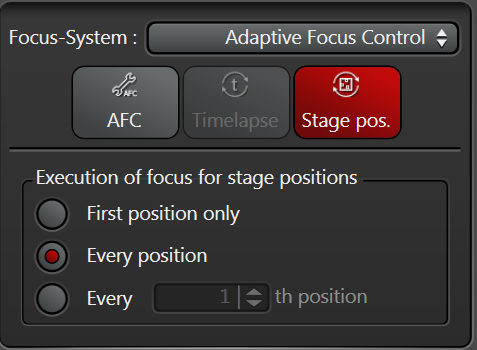 Focus-System : Adaptive Focus Control
AFC
t
AFC Timelapse Stage pos.
Execution of focus for stage positions
First position only
Every position
Every 1 th position